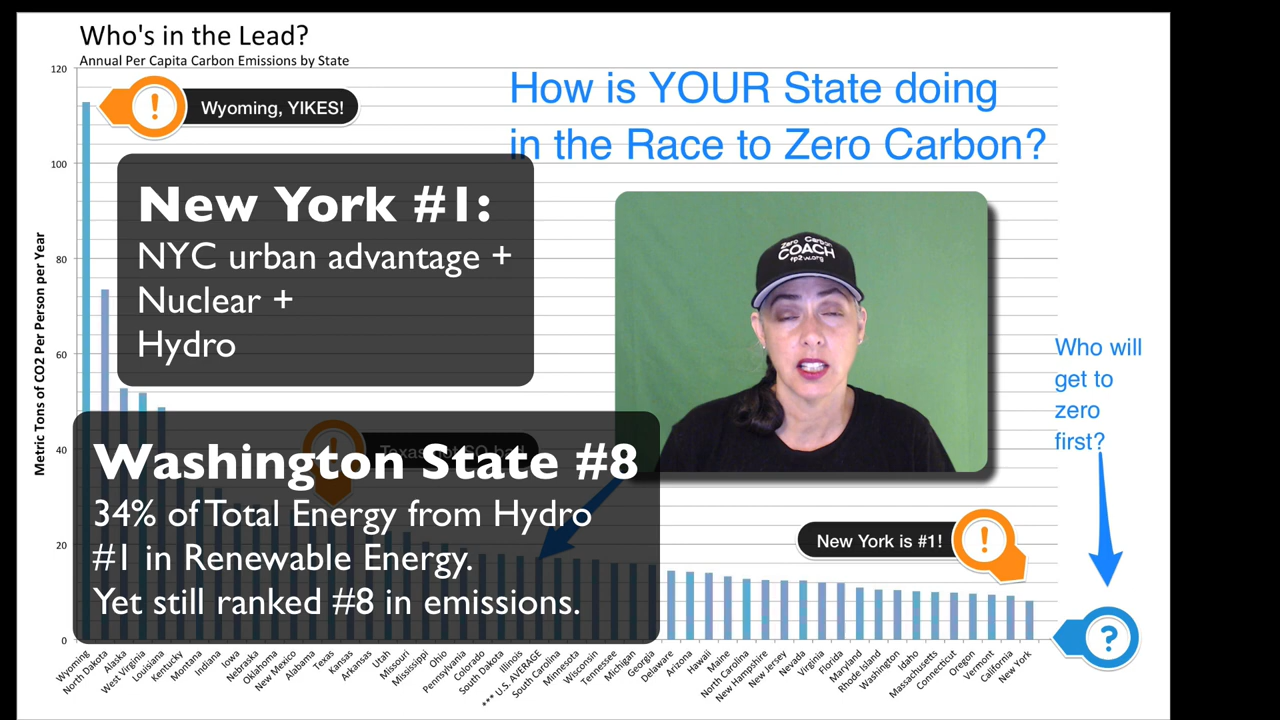 Who's in the Lead?
Annual Per Capita Carbon Emissions by State
How is YOUR State doing
in the Race to Zero Carbon?
Wyoming, YIKES!
New York #1:
NYC urban advantage +
Nuclear +
Hydro
Zero Carbon
COACH
Who will
get to
zero
first?
Washington State #8
34% of Total Energy from Hydro
#1 in Renewable Energy.
Yet still ranked #8 in emissions.
New York is #1!
Metric Tons of CO2 Per Person per Year
120
100
80
60
40
20
0
Wyoming
North Dakota
Alaska
West Virginia
Louisiana
Kentucky
Montana
Indiana
Iowa
Nebraska
Oklahoma
New Mexico
Alabama
Texas
Kansas
Arkansas
Utah
Missouri
Mississippi
Ohio
Pennsylvania
Colorado
South Dakota
Illinois
*** U.S. AVERAGE
South Carolina
Minnesota
Wisconsin
Tennessee
Michigan
Georgia
Delaware
Arizona
Hawaii
Maine
North Carolina
New Hampshire
New Jersey
Nevada
Virginia
Florida
Maryland
Rhode Island
Washington
Idaho
Massachusetts
Connecticut
Oregon
Vermont
California
New York